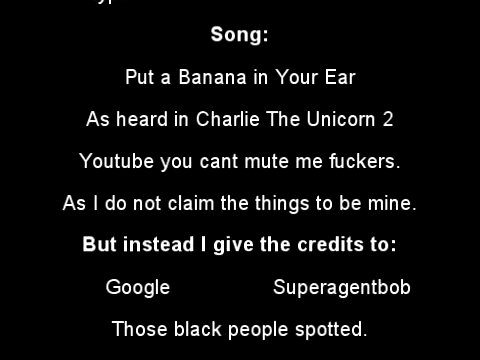 Song:
Put a Banana in Your Ear
As heard in Charlie The Unicorn 2
Youtube you cant mute me fuckers.
As I do not claim the things to be mine.
But instead I give the credits to:
Google Superagentbob
Those black people spotted.